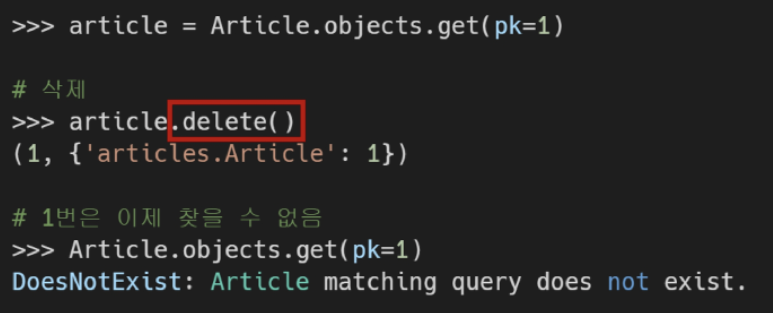 >>> article = Article.objects.get(pk=1)
# 삭제
>>> article.delete()
(1, {'articles.Article': 1})
# 1번은 이제 찾을 수 없음
>>> Article.objects.get(pk=1)
DoesNotExist: Article matching query does not exist.